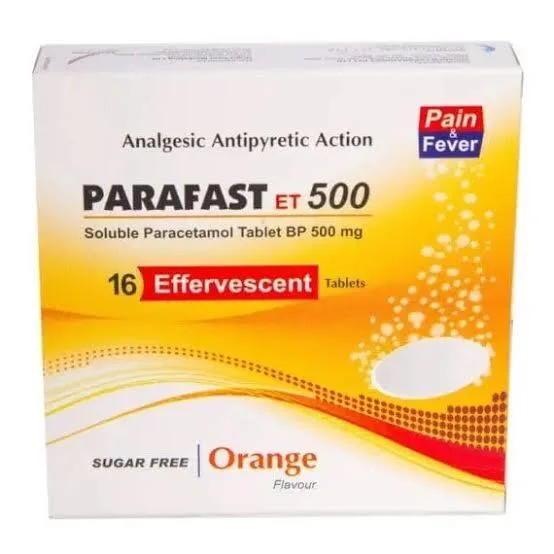 Pain
&
Fever
Analgesic Antipyretic Action
PARAFAST ET 500
Soluble Paracetamol Tablet BP 500 mg
16 Effervescent Tablets
SUGAR FREE | Orange
Flavour